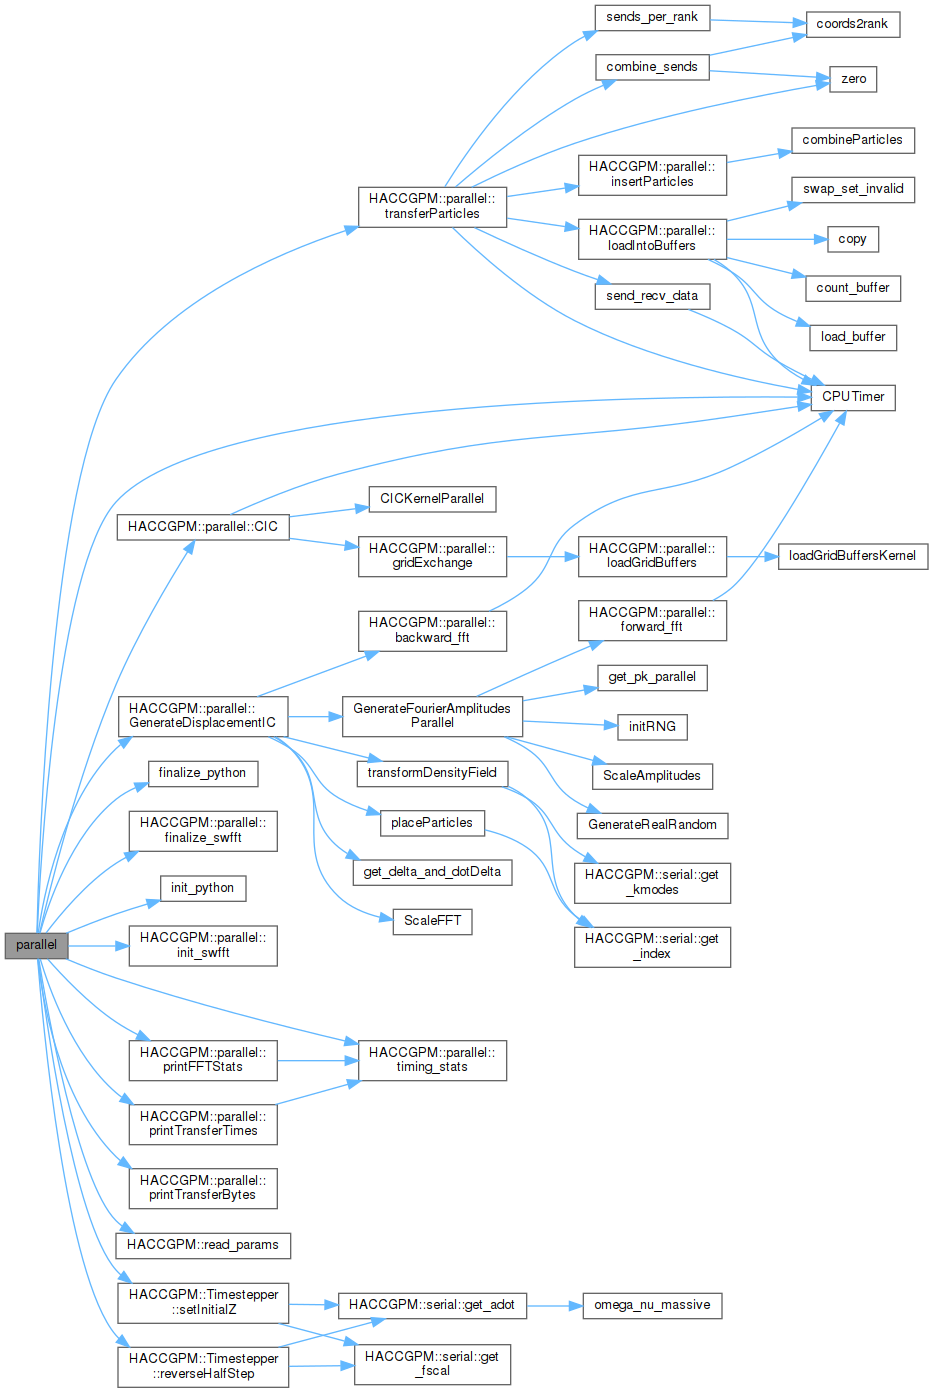 sends_per_rank
coords2rank
combine_sends
zero
combineParticles
HACCGPM::parallel::
insertParticles
swap_set_invalid
HACCGPM::parallel::
transferParticles
HACCGPM::parallel::
loadIntoBuffers
copy
count_buffer
send_recv_data
load_buffer
CPUTimer
CICKernelParallel
HACCGPM::parallel::CIC
HACCGPM::parallel::
gridExchange
HACCGPM::parallel::
loadGridBuffers
loadGridBuffersKernel
HACCGPM::parallel::
backward_fft
HACCGPM::parallel::
forward_fft
get_pk_parallel
HACCGPM::parallel::
GenerateDisplacementIC
GenerateFourierAmplitudes
Parallel
initRNG
finalize_python
transformDensityField
ScaleAmplitudes
HACCGPM::parallel::
finalize_swfft
placeParticles
GenerateRealRandom
init_python
get_delta_and_dotDelta
HACCGPM::serial::get
_kmodes
ScaleFFT
parallel
HACCGPM::parallel::
init_swfft
HACCGPM::serial::get
_index
HACCGPM::parallel::
printFFTStats
HACCGPM::parallel::
timing_stats
HACCGPM::parallel::
printTransferTimes
HACCGPM::parallel::
printTransferBytes
HACCGPM::read_params
HACCGPM::Timestepper
::setInitialZ
HACCGPM::serial::get_adot
omega_nu_massive
HACCGPM::Timestepper
::reverseHalfStep
HACCGPM::serial::get
_fscal